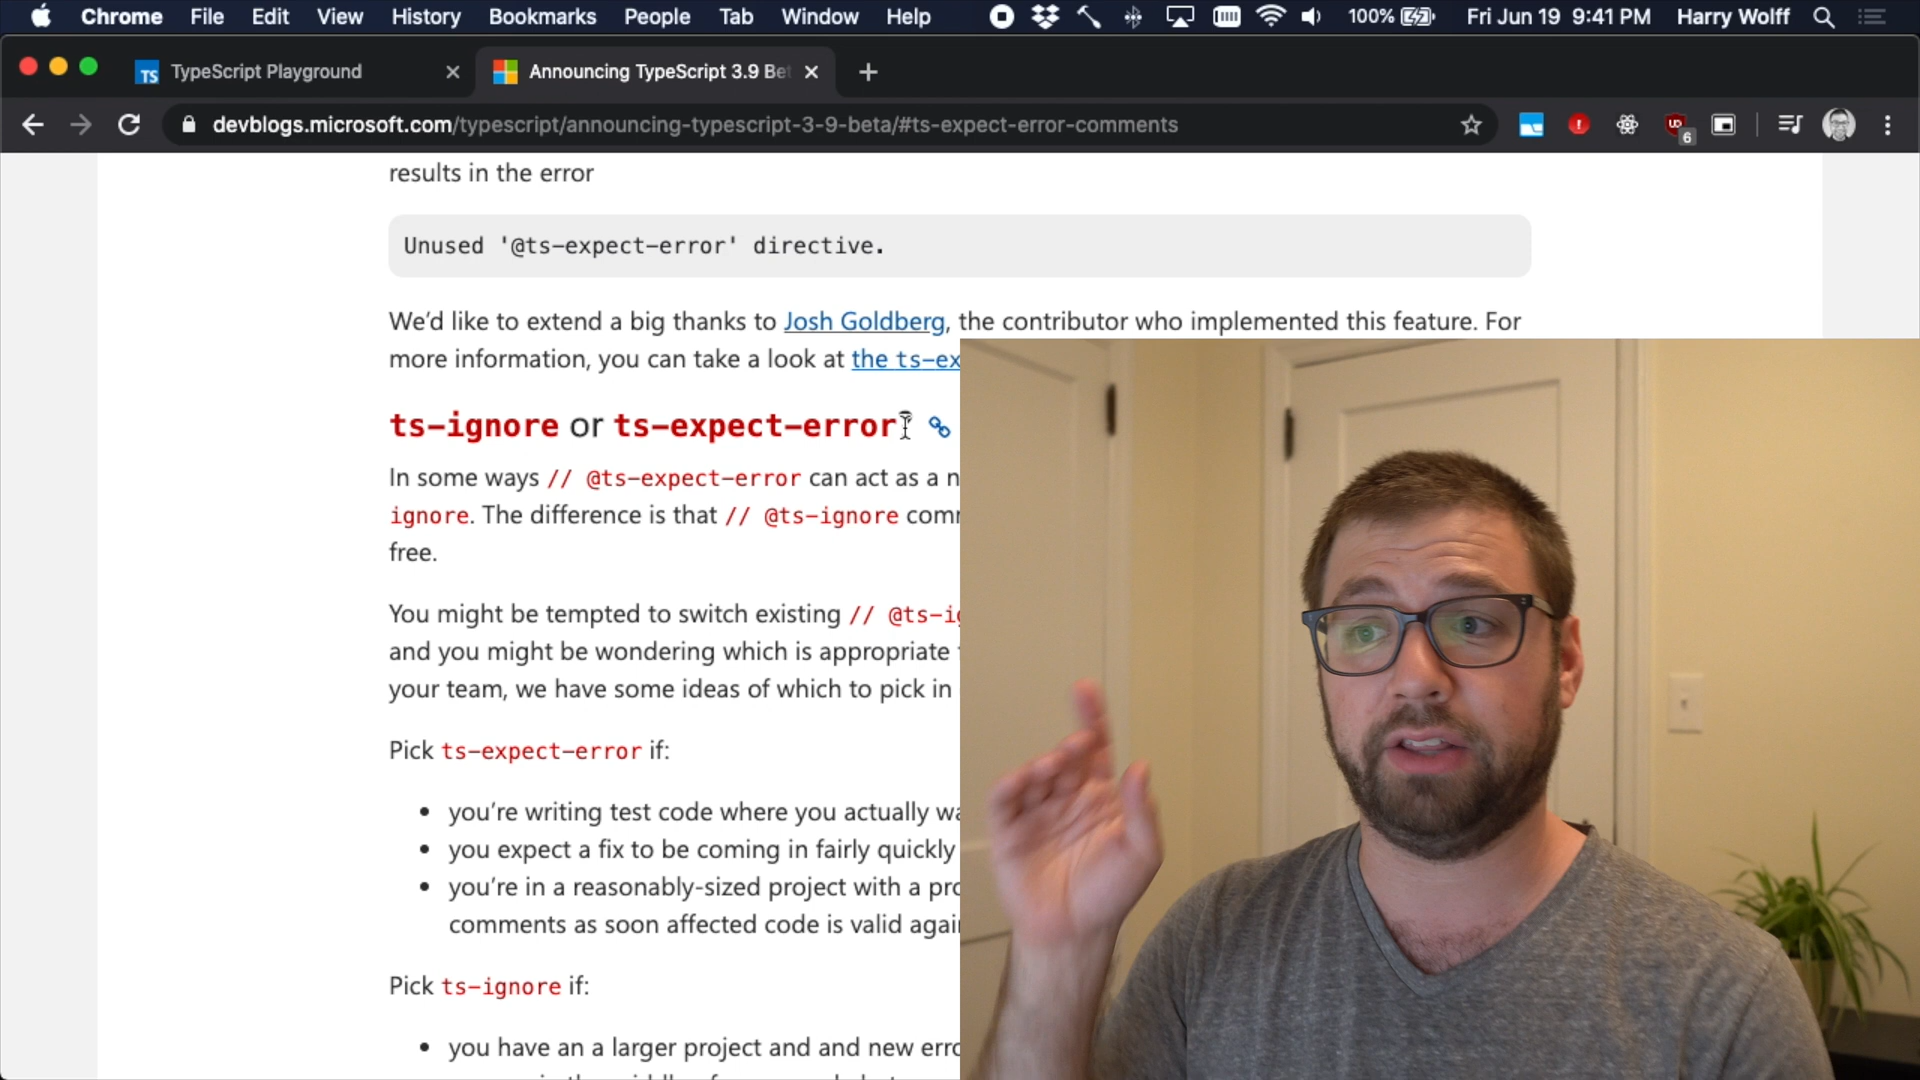 Chrome File Edit View History Bookmarks People Tab Window Help 100% Fri Jun 19 9:41 PM Harry Wolff
TS TypeScript Playground Announcing TypeScript 3.9 Bet
devblogs.microsoft.com/typescript/announcing-typescript-3-9-beta/#ts-expect-error-comments 6
results in the error
Unused '@ts-expect-error' directive.
We’d like to extend a big thanks to Josh Goldberg, the contributor who implemented this feature. For
more information, you can take a look at the ts-ex
ts-ignore or ts-expect-error
In some ways // @ts-expect-error can act as a n
ignore. The difference is that // @ts-ignore com
free.
You might be tempted to switch existing // @ts-ig
and you might be wondering which is appropriate
your team, we have some ideas of which to pick in
Pick ts-expect-error if:
you’re writing test code where you actually wa
you expect a fix to be coming in fairly quickly
you’re in a reasonably-sized project with a pro
comments as soon affected code is valid agai
Pick ts-ignore if:
you have an a larger project and and new erro